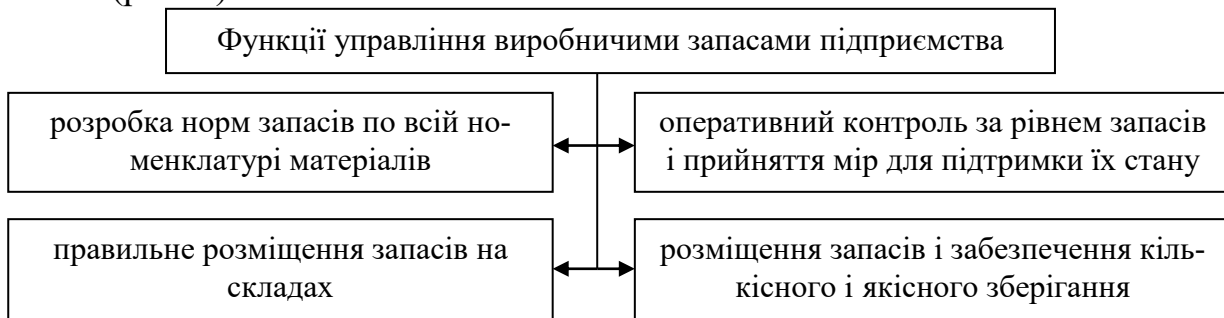 Функції управління виробничими запасами підприємства
розробка норм запасів по всій но-
менклатурі матеріалів
оперативний контроль за рівнем запасів
і прийняття мір для підтримки їх стану
правильне розміщення запасів на
складах
розміщення запасів і забезпечення кіль-
кісного і якісного зберігання